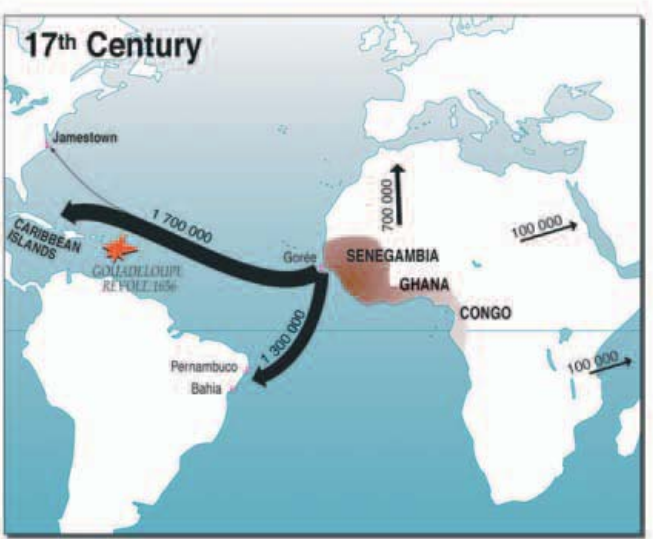 17th Century
Jamestown
1 700 000
CARIBBEAN
ISLANDS
GOUADELOUPE
REVOLT 1656
Gorée
SENEGAMBIA
GHANA
CONGO
700 000
100 000
1 300 000
Pernambuco
Bahia
100 000